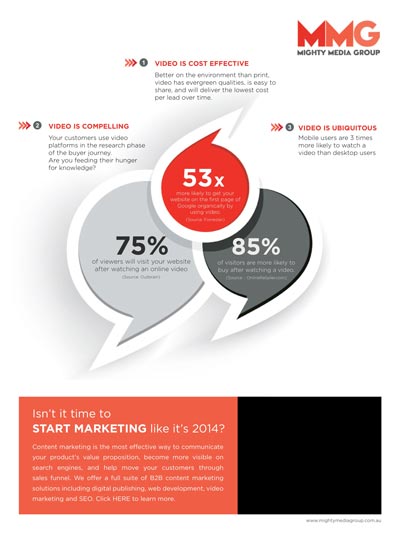 MMG
MIGHTY MEDIA GROUP
1 VIDEO IS COST EFFECTIVE
Better on the environment than print,
video has evergreen qualities, is easy to
share, and will deliver the lowest cost
per lead over time.
2 VIDEO IS COMPELLING
Your customers use video
platforms in the research phase
of the buyer journey.
Are you feeding their hunger
for knowledge?
3 VIDEO IS UBIQUITOUS
Mobile users are 3 times
more likely to watch a
video than desktop users
53x
more likely to get your
website on the first page of
Google organically by
using video.
(Source: Forrester)
75%
of viewers will visit your website
after watching an online video
85%
of visitors are more likely to
buy after watching a video.
Isn't it time to
START MARKETING like it's 2014?
Content marketing is the most effective way to communicate
your product's value proposition, become more visible on
search engines, and help move your customers through
sales funnel. We offer a full suite of B2B content marketing
solutions including digital publishing, web development, video
marketing and SEO. Click HERE to learn more.
www.mightymediagroup.com.au